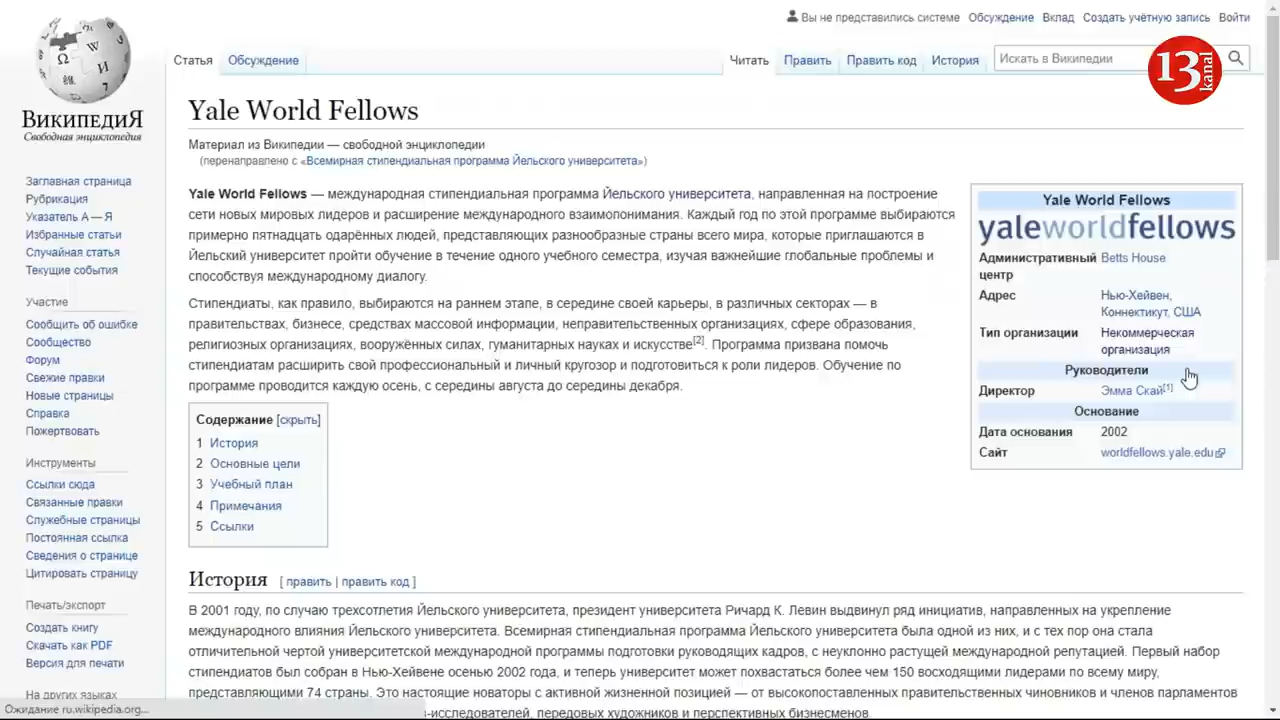 Вы не представились системе Обсуждение Вклад Создать учётную запись Войти
Статья Обсуждение Читать Править Править код История Искать в Википедии
13 kanal
ВИКИПЕДИЯ
Свободная энциклопедия
Заглавная страница
Рубрикация
Указатель А — Я
Избранные статьи
Случайная статья
Текущие события
Участие
Сообщить об ошибке
Сообщество
Форум
Свежие правки
Новые страницы
Справка
Пожертвовать
Инструменты
Ссылки сюда
Связанные правки
Служебные страницы
Постоянная ссылка
Сведения о странице
Цитировать страницу
Печать/экспорт
Создать книгу
Скачать как PDF
Версия для печати
На других языках
Ожидание ru.wikipedia.org...
Yale World Fellows
Материал из Википедии — свободной энциклопедии
(перенаправлено с «Всемирная стипендиальная программа Йельского университета»)
Yale World Fellows — международная стипендиальная программа Йельского университета, направленная на построение
сети новых мировых лидеров и расширение международного взаимопонимания. Каждый год по этой программе выбираются
примерно пятнадцать одарённых людей, представляющих разнообразные страны всего мира, которые приглашаются в
Йельский университет пройти обучение в течение одного учебного семестра, изучая важнейшие глобальные проблемы и
способствуя международному диалогу.
Стипендиаты, как правило, выбираются на раннем этапе, в середине своей карьеры, в различных секторах — в
правительствах, бизнесе, средствах массовой информации, неправительственных организациях, сфере образования,
религиозных организациях, вооружённых силах, гуманитарных науках и искусстве[2]. Программа призвана помочь
стипендиатам расширить свой профессиональный и личный кругозор и подготовиться к роли лидеров. Обучение по
программе проводится каждую осень, с середины августа до середины декабря.
Yale World Fellows
yaleworldfellows
Административный центр Betts House
Адрес Нью-Хейвен,
Коннектикут, США
Тип организации Некоммерческая
организация
Руководители
Директор Эмма Скай[1]
Основание
Дата основания 2002
Сайт worldfellows.yale.edu
Содержание [скрыть]
1 История
2 Основные цели
3 Учебный план
4 Примечания
5 Ссылки
История [ править | править код ]
В 2001 году, по случаю трехсотлетия Йельского университета, президент университета Ричард К. Левин выдвинул ряд инициатив, направленных на укрепление
международного влияния Йельского университета. Всемирная стипендиальная программа Йельского университета была одной из них, и с тех пор она стала
отличительной чертой университетской международной программы подготовки руководящих кадров, с неуклонно растущей международной репутацией. Первый набор
стипендиатов был собран в Нью-Хейвене осенью 2002 года, и теперь университет может похвастаться более чем 150 восходящими лидерами по всему миру,
представляющими 74 страны. Это настоящие новаторы с активной жизненной позицией — от высокопоставленных правительственных чиновников и членов парламентов
-исследователей, передовых художников и перспективных бизнесменов.